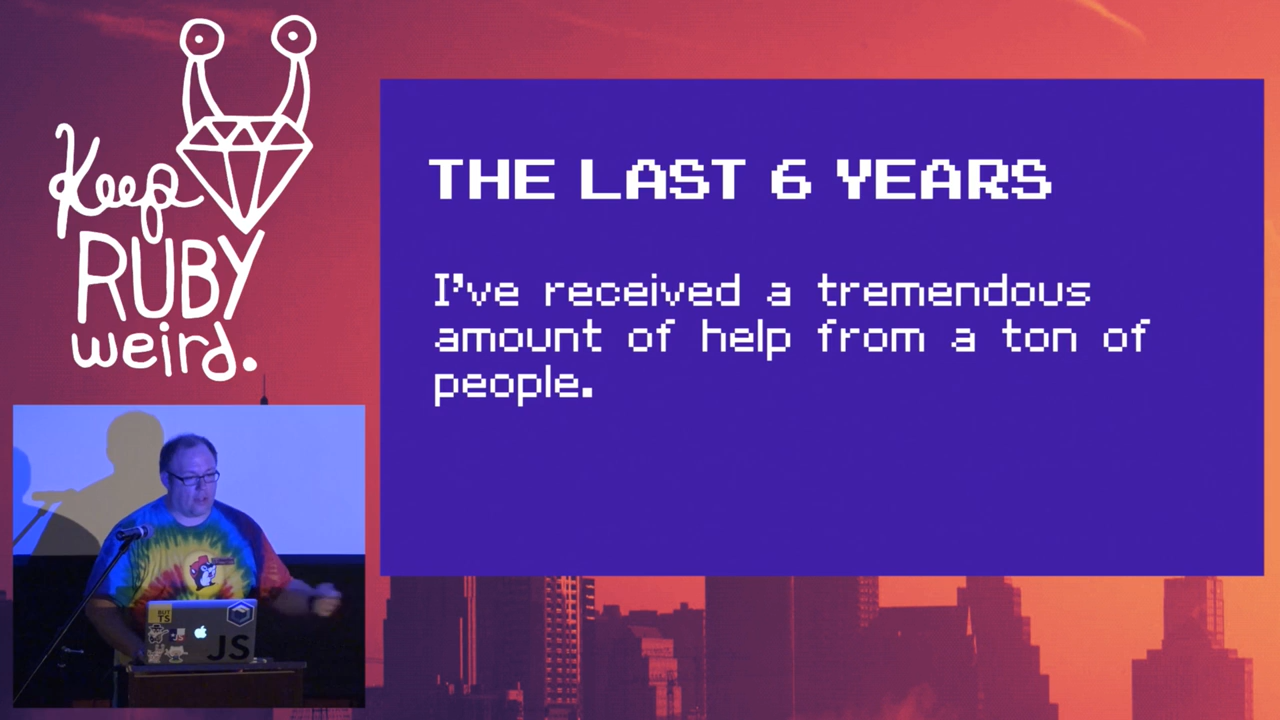 Keep
RUBY
weird.
THE LAST 6 YEARS
I've received a tremendous
amount of help from a ton of
people.
JS